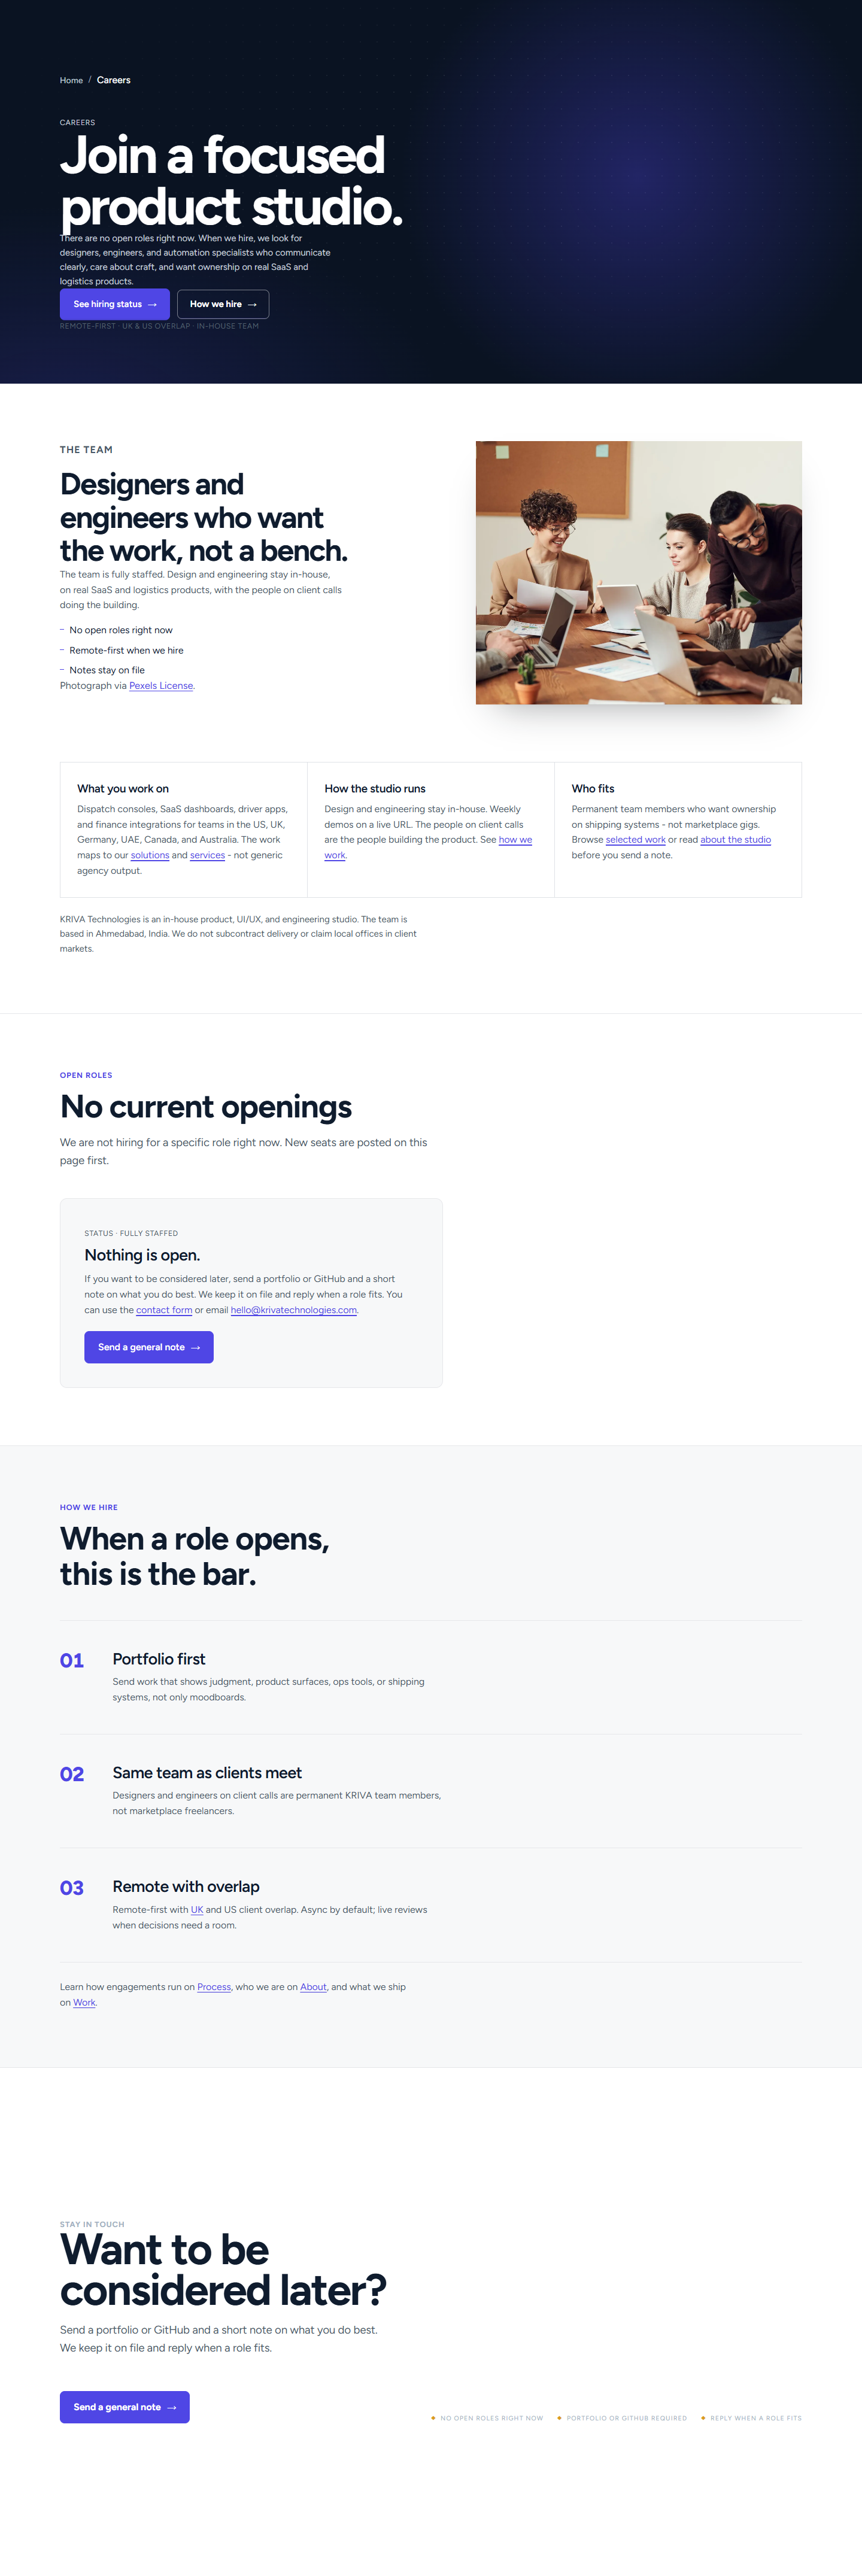 Home / Careers
CAREERS
Join a focused
product studio.
There are no open roles right now. When we hire, we look for
designers, engineers, and automation specialists who communicate
clearly, care about craft, and want ownership on real SaaS and
logistics products.
See hiring status →
How we hire →
REMOTE-FIRST · UK & US OVERLAP · IN-HOUSE TEAM
THE TEAM
Designers and
engineers who want
the work, not a bench.
The team is fully staffed. Design and engineering stay in-house,
on real SaaS and logistics products, with the people on client calls
doing the building.
– No open roles right now
– Remote-first when we hire
– Notes stay on file
Photograph via Pexels License.
What you work on
Dispatch consoles, SaaS dashboards, driver apps,
and finance integrations for teams in the US, UK,
Germany, UAE, Canada, and Australia. The work
maps to our solutions and services - not generic
agency output.
How the studio runs
Design and engineering stay in-house. Weekly
demos on a live URL. The people on client calls
are the people building the product. See how we
work.
Who fits
Permanent team members who want ownership
on shipping systems - not marketplace gigs.
Browse selected work or read about the studio
before you send a note.
KRIVA Technologies is an in-house product, UI/UX, and engineering studio. The team is
based in Ahmedabad, India. We do not subcontract delivery or claim local offices in client
markets.
OPEN ROLES
No current openings
We are not hiring for a specific role right now. New seats are posted on this
page first.
STATUS · FULLY STAFFED
Nothing is open.
If you want to be considered later, send a portfolio or GitHub and a short
note on what you do best. We keep it on file and reply when a role fits. You
can use the contact form or email hello@krivatechnologies.com.
Send a general note →
HOW WE HIRE
When a role opens,
this is the bar.
01
Portfolio first
Send work that shows judgment, product surfaces, ops tools, or shipping
systems, not only moodboards.
02
Same team as clients meet
Designers and engineers on client calls are permanent KRIVA team members,
not marketplace freelancers.
03
Remote with overlap
Remote-first with UK and US client overlap. Async by default; live reviews
when decisions need a room.
Learn how engagements run on Process, who we are on About, and what we ship
on Work.
STAY IN TOUCH
Want to be
considered later?
Send a portfolio or GitHub and a short note on what you do best.
We keep it on file and reply when a role fits.
Send a general note →
NO OPEN ROLES RIGHT NOW
PORTFOLIO OR GITHUB REQUIRED
REPLY WHEN A ROLE FITS